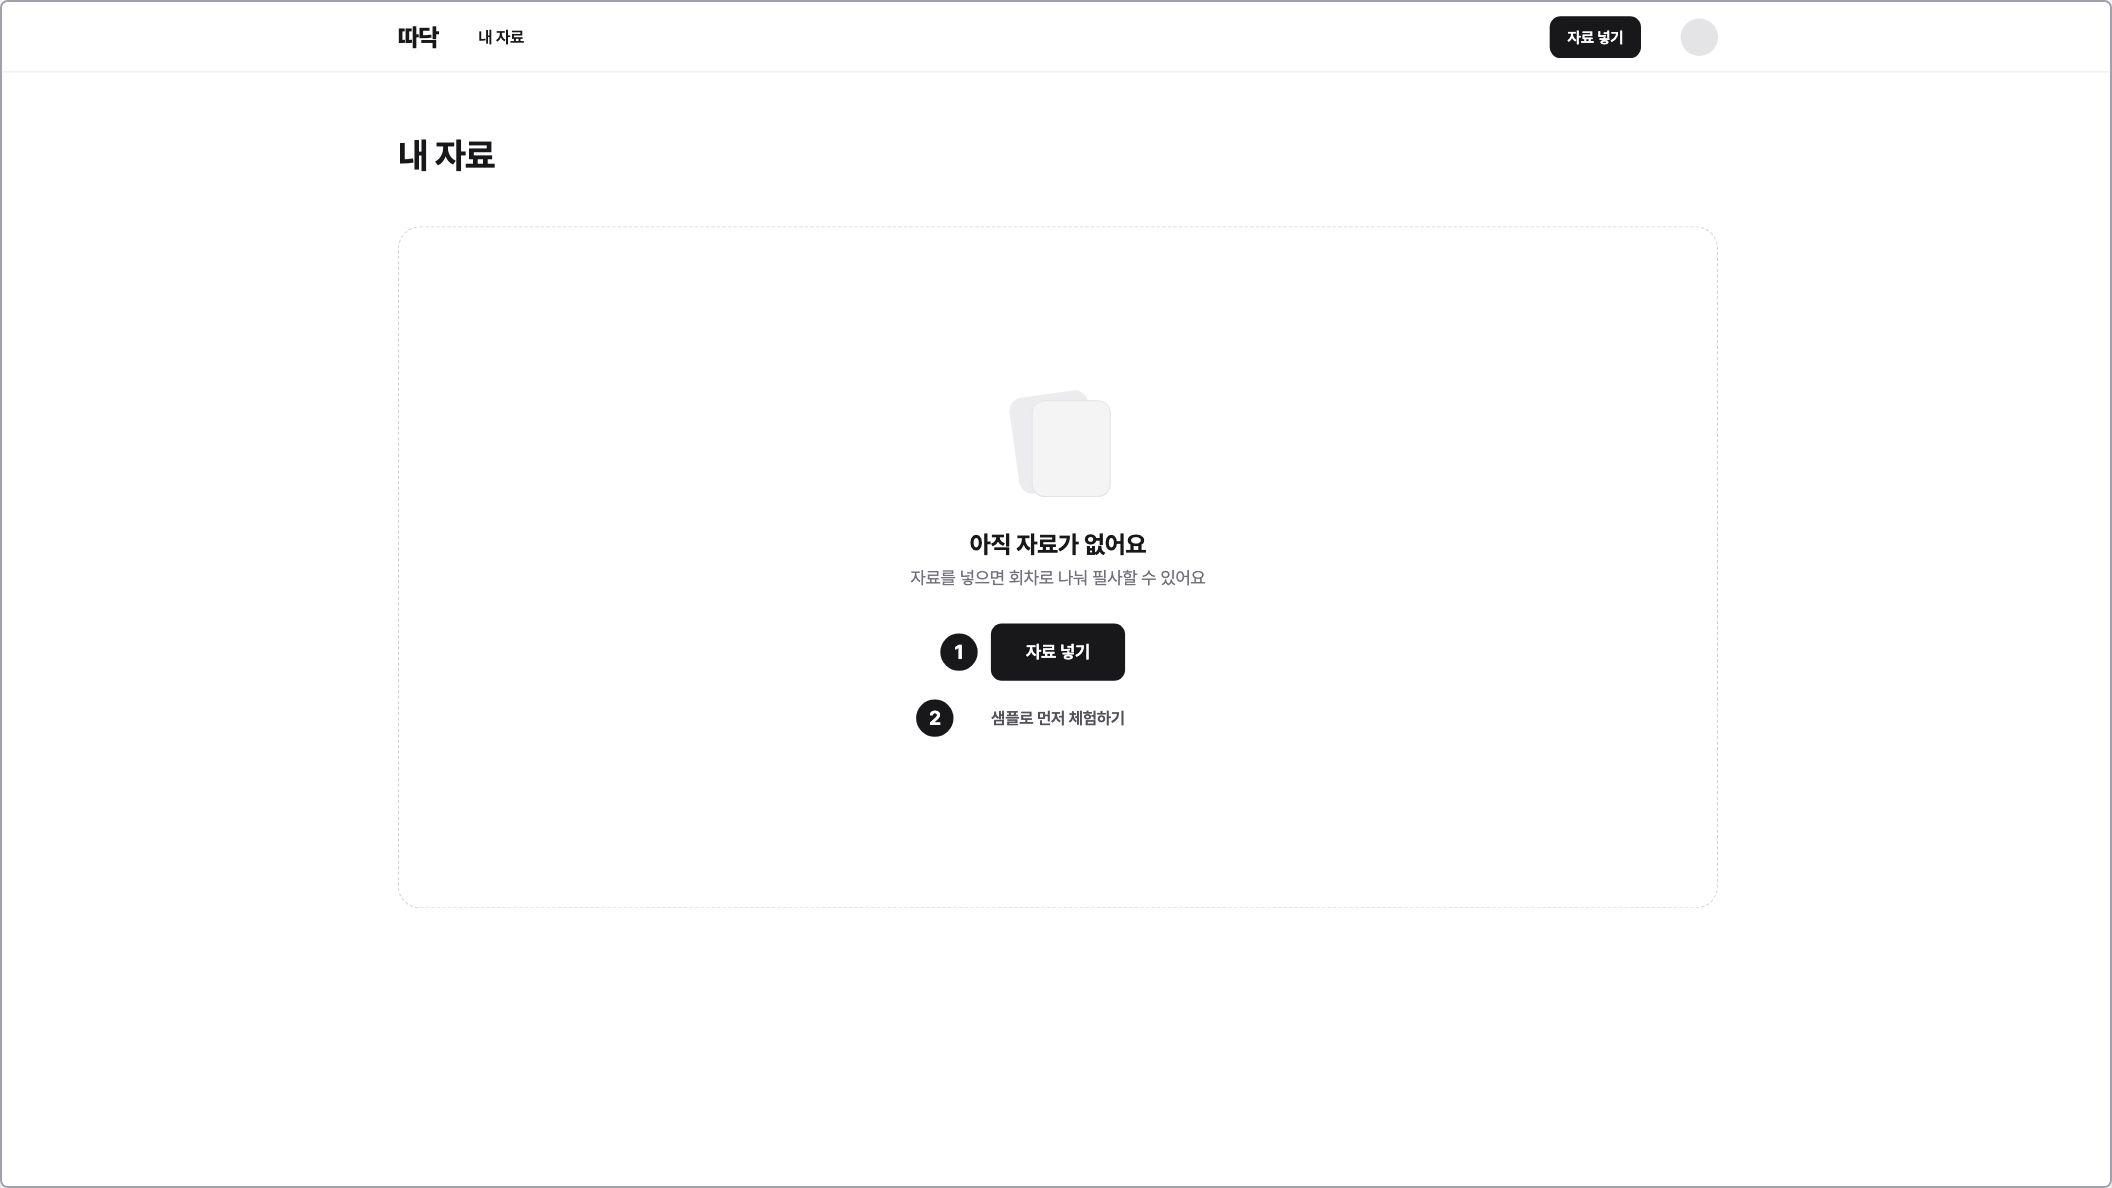 따닥
내 자료
자료 넣기
내 자료
아직 자료가 없어요
자료를 넣으면 회차로 나눠 필사할 수 있어요
1 자료 넣기
2 샘플로 먼저 체험하기